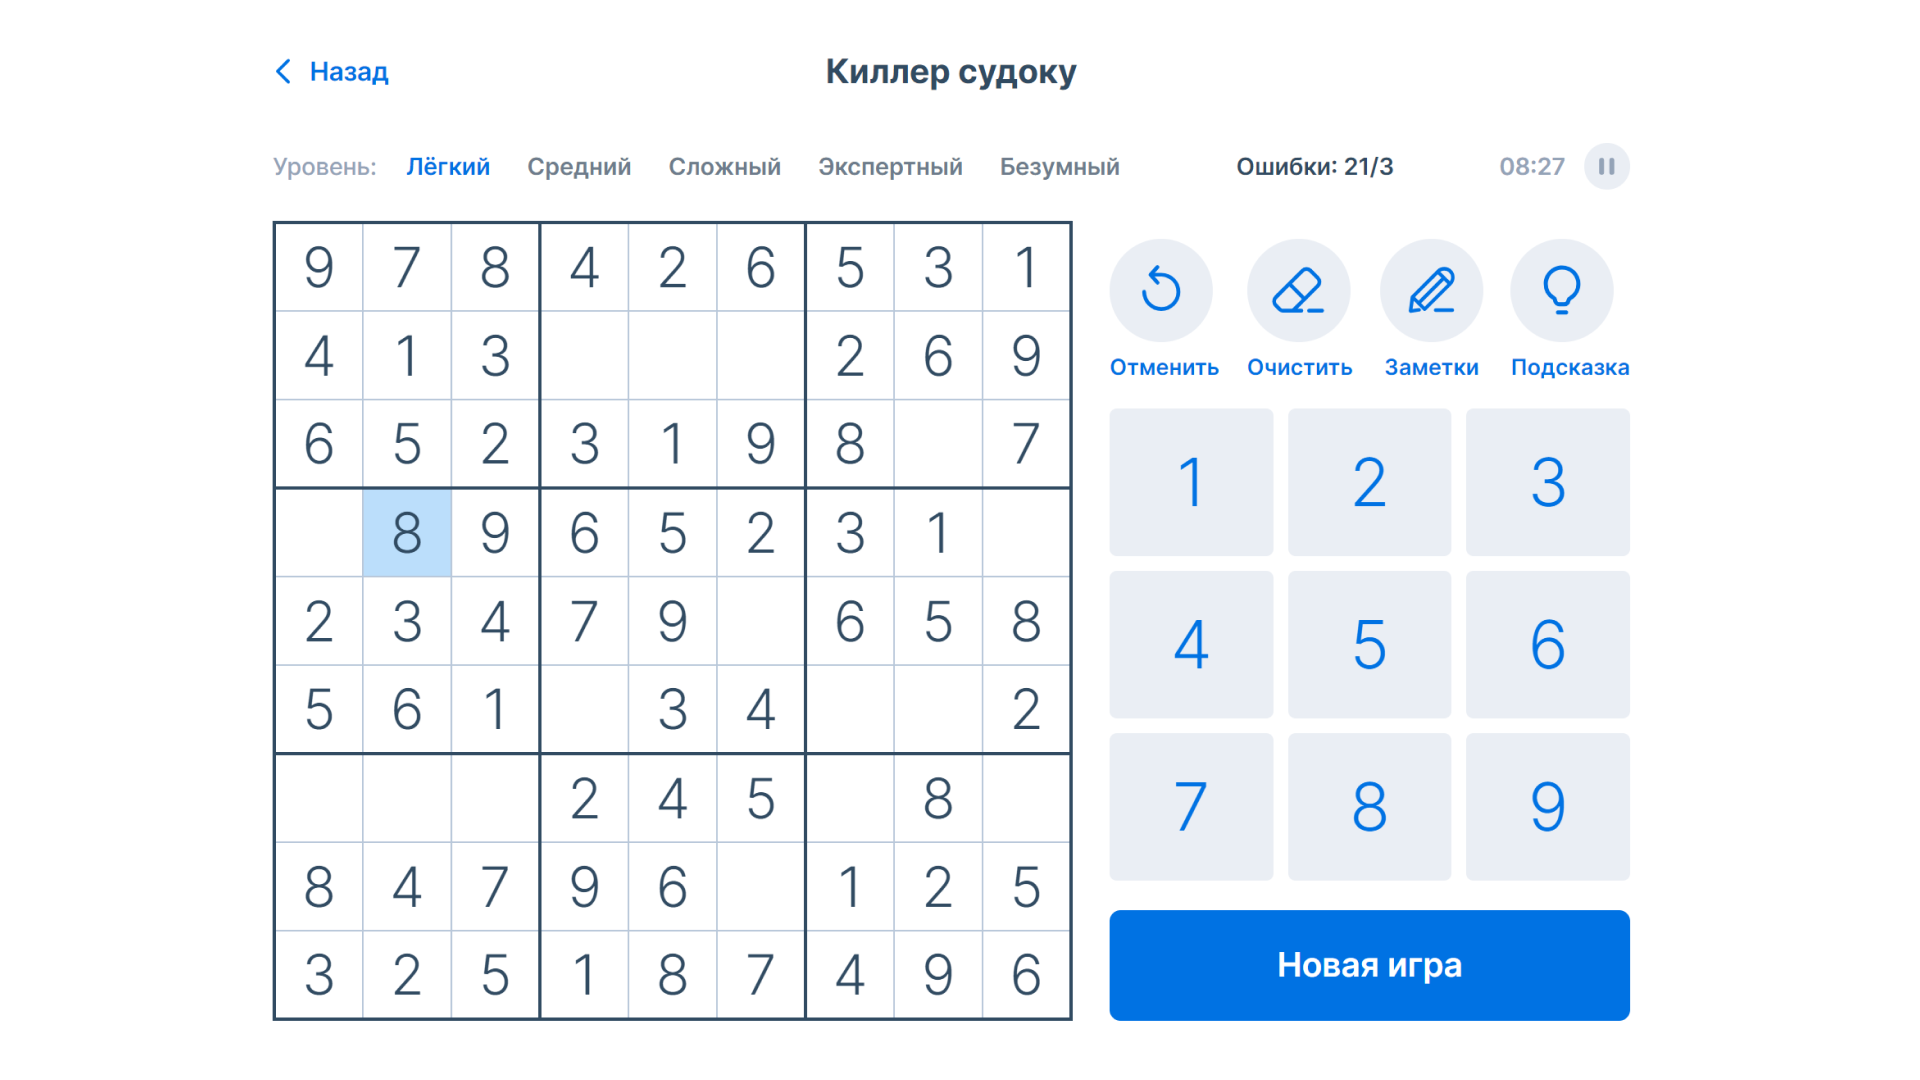 Назад
Киллер судоку
Уровень: Лёгкий Средний Сложный Экспертный Безумный Ошибки: 21/3 08:27
9 7 8 4 2 6 5 3 1
4 1 3 2 6 9
6 5 2 3 1 9 8 7
8 9 6 5 2 3 1
2 3 4 7 9 6 5 8
5 6 1 3 4 2
2 4 5 8
8 4 7 9 6 1 2 5
3 2 5 1 8 7 4 9 6
Отменить Очистить Заметки Подсказка
1 2 3
4 5 6
7 8 9
Новая игра